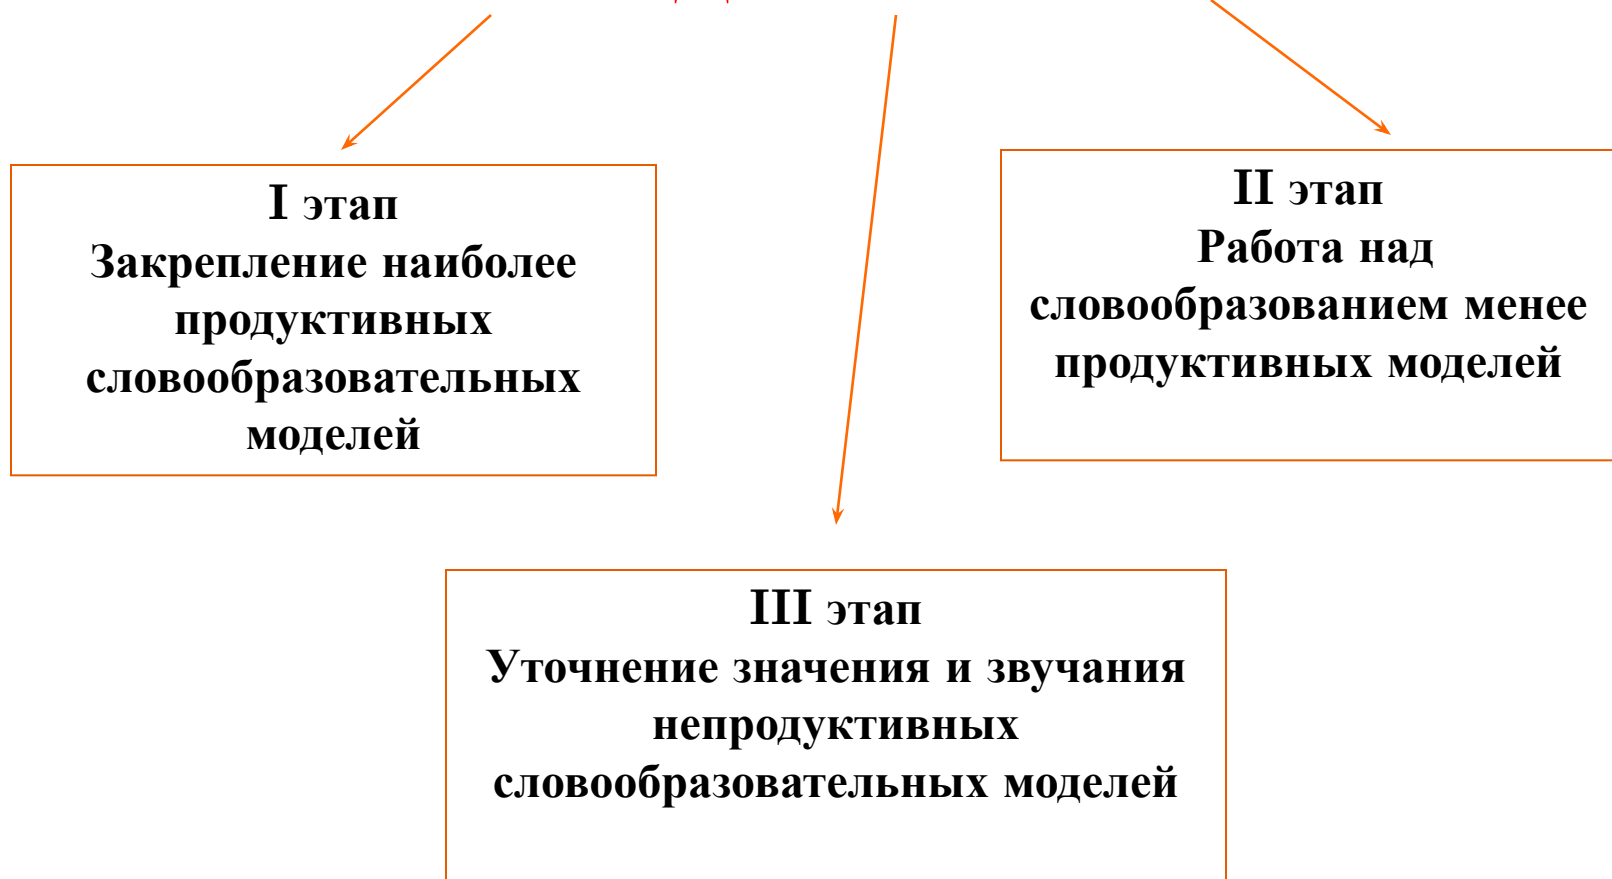 I этап
Закрепление наиболее
продуктивных
словообразовательных
моделей
II этап
Работа над
словообразованием менее
продуктивных моделей
III этап
Уточнение значения и звучания
непродуктивных
словообразовательных моделей